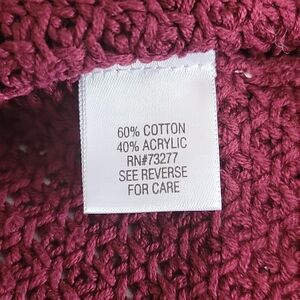 60% COTTON
40% ACRYLIC
RN#73277
SEE REVERSE
FOR CARE